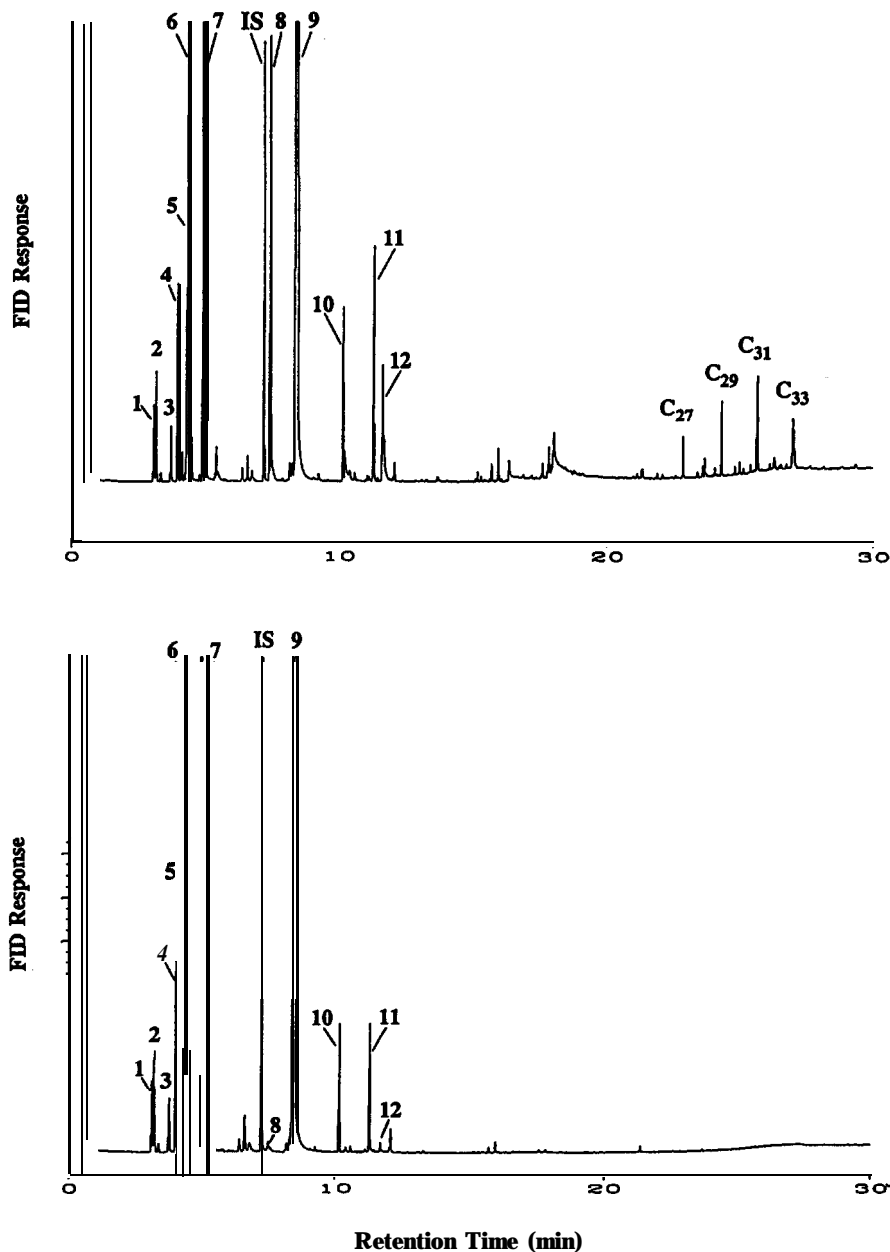 6 7 IS 8 9
5
4
11
10
2
12
1 3
C31
C29
C33
C27
FID Response
0 10 20 30
6 7 IS 9
5
4
2
10 11
1 3
12
8
FID Response
0 10 20 30
Retention Time (min)